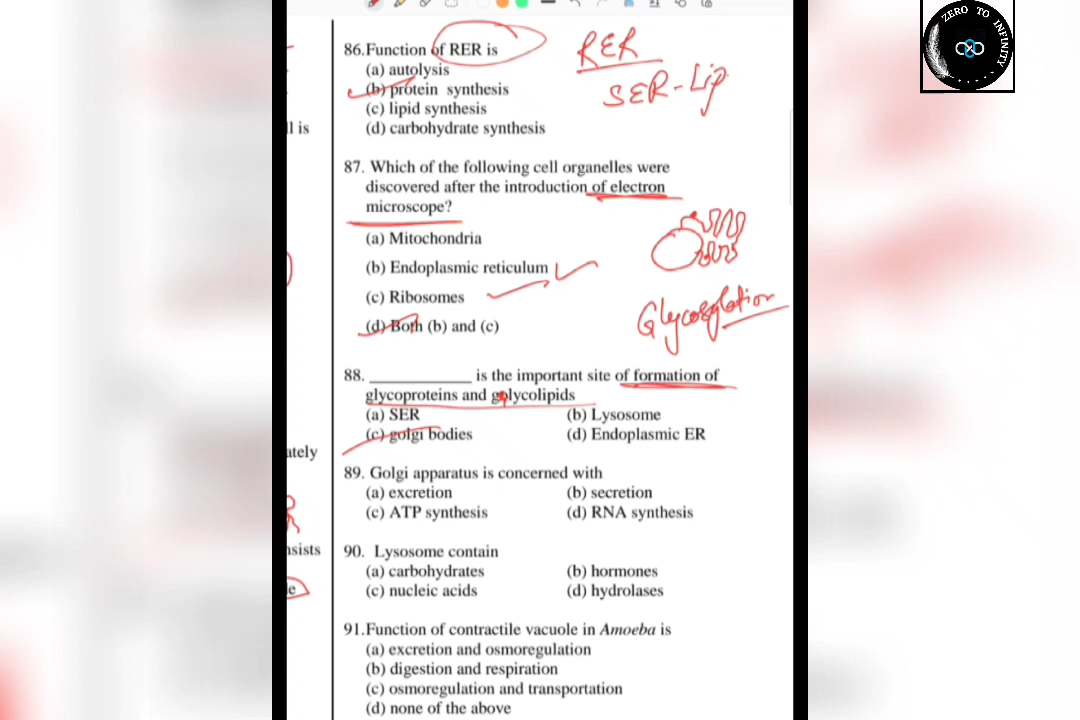 ZERO TO INFINITY
86.Function of RER is
(a) autolysis
(b) protein synthesis
(c) lipid synthesis
(d) carbohydrate synthesis
RER
SER-Lip
ll is
87. Which of the following cell organelles were
discovered after the introduction of electron
microscope?
(a) Mitochondria
(b) Endoplasmic reticulum
(c) Ribosomes
(d) Both (b) and (c)
Glycosylation
88. __________ is the important site of formation of
glycoproteins and golycolipids
(a) SER (b) Lysosome
(c) golgi bodies (d) Endoplasmic ER
ately
89. Golgi apparatus is concerned with
(a) excretion (b) secretion
(c) ATP synthesis (d) RNA synthesis
R
nsists
90. Lysosome contain
(a) carbohydrates (b) hormones
(c) nucleic acids (d) hydrolases
e
91.Function of contractile vacuole in Amoeba is
(a) excretion and osmoregulation
(b) digestion and respiration
(c) osmoregulation and transportation
(d) none of the above